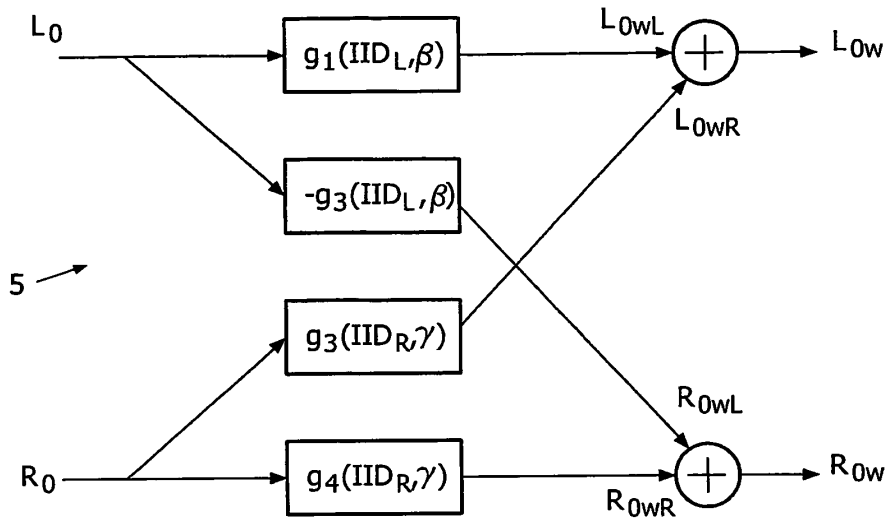 L0
g1(IIDL,β)
L0wL
L0w
L0wR
-g3(IIDL,β)
5
g3(IIDR,γ)
R0wL
R0
g4(IIDR,γ)
R0wR
R0w